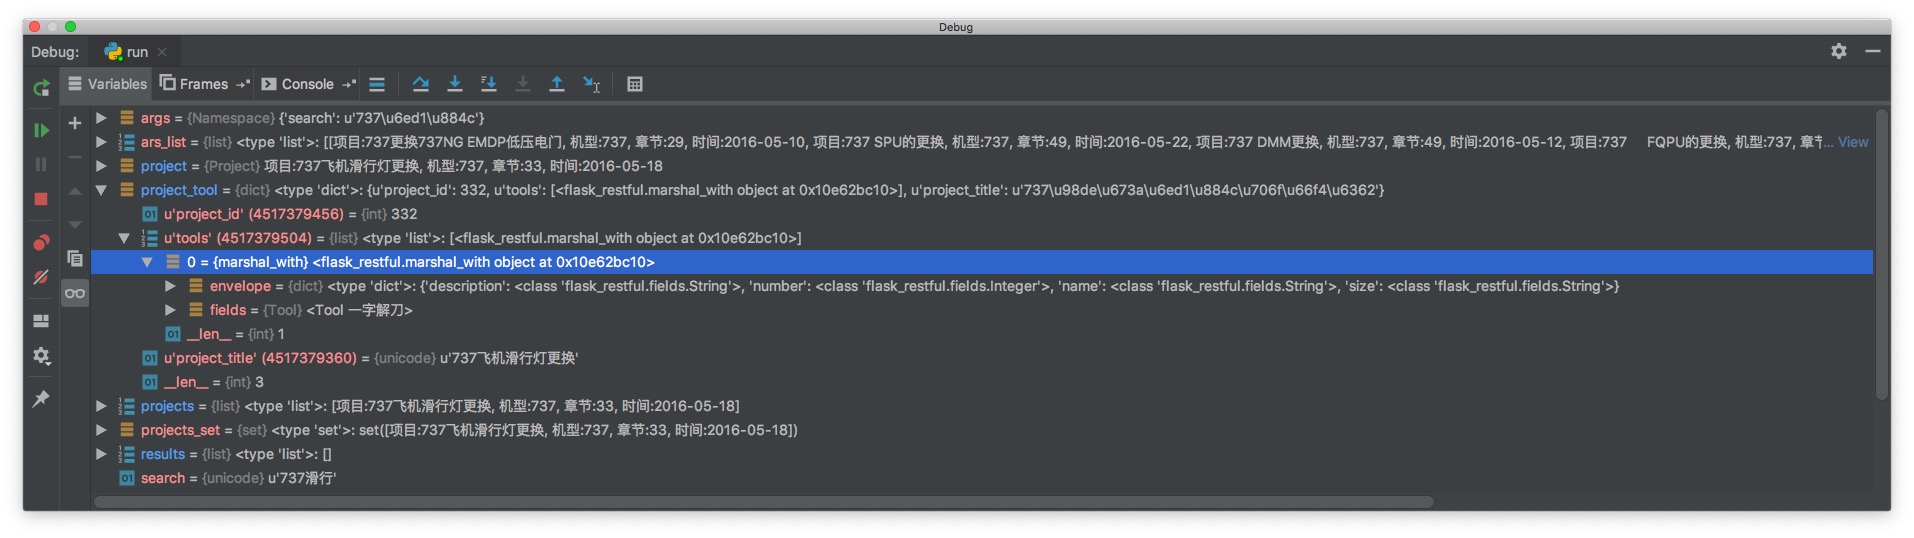 Debug
Debug: run
Variables Frames Console
args = {Namespace} {'search': u'737\u6ed1\u884c'}
ars_list = {list} <type 'list'>: [[项目:737更换737NG EMDP低压电门, 机型:737, 章节:29, 时间:2016-05-10, 项目:737 SPU的更换, 机型:737, 章节:49, 时间:2016-05-22, 项目:737 DMM更换, 机型:737, 章节:49, 时间:2016-05-12, 项目:737 FQPU的更换, 机型:737, 章节... View
project = {Project} 项目:737飞机滑行灯更换, 机型:737, 章节:33, 时间:2016-05-18
project_tool = {dict} <type 'dict'>: {u'project_id': 332, u'tools': [<flask_restful.marshal_with object at 0x10e62bc10>], u'project_title': u'737\u98de\u673a\u6ed1\u884c\u706f\u66f4\u6362'}
u'project_id' (4517379456) = {int} 332
u'tools' (4517379504) = {list} <type 'list'>: [<flask_restful.marshal_with object at 0x10e62bc10>]
0 = {marshal_with} <flask_restful.marshal_with object at 0x10e62bc10>
envelope = {dict} <type 'dict'>: {'description': <class 'flask_restful.fields.String'>, 'number': <class 'flask_restful.fields.Integer'>, 'name': <class 'flask_restful.fields.String'>, 'size': <class 'flask_restful.fields.String'>}
fields = {Tool} <Tool 一字解刀>
__len__ = {int} 1
u'project_title' (4517379360) = {unicode} u'737飞机滑行灯更换'
__len__ = {int} 3
projects = {list} <type 'list'>: [项目:737飞机滑行灯更换, 机型:737, 章节:33, 时间:2016-05-18]
projects_set = {set} <type 'set'>: set([项目:737飞机滑行灯更换, 机型:737, 章节:33, 时间:2016-05-18])
results = {list} <type 'list'>: []
search = {unicode} u'737滑行'